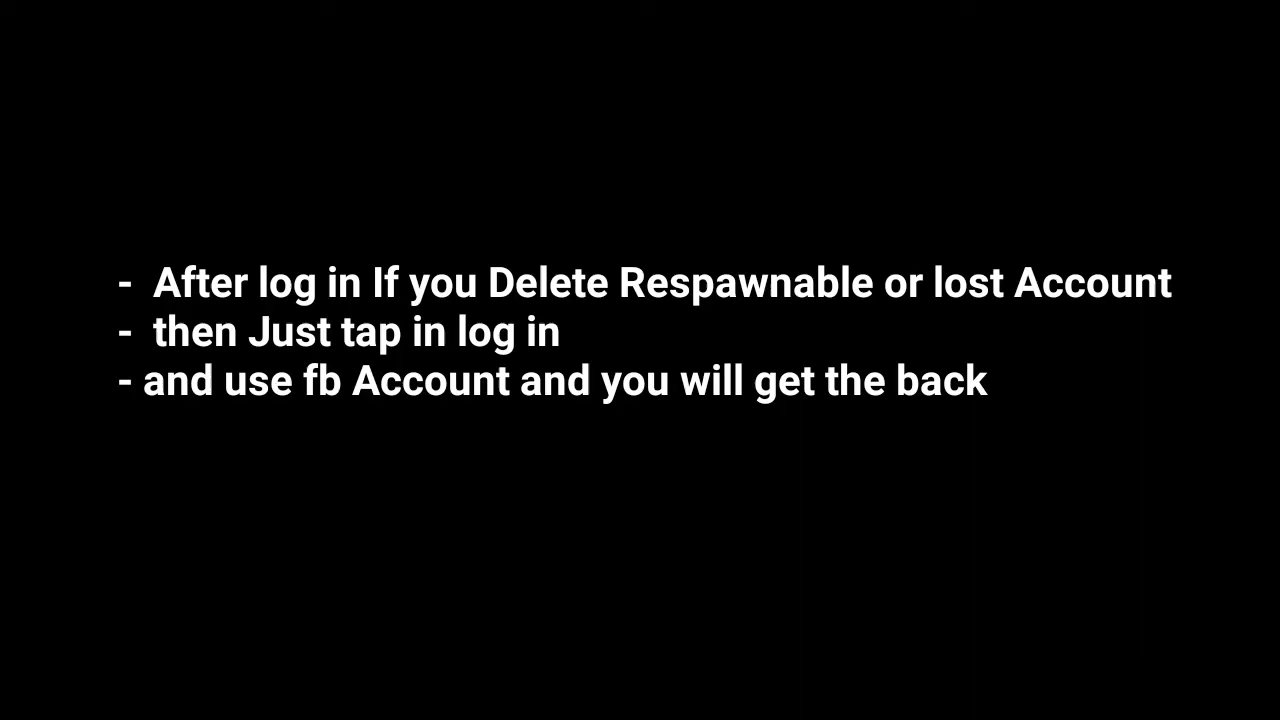 - After log in If you Delete Respawnable or lost Account
- then Just tap in log in
- and use fb Account and you will get the back